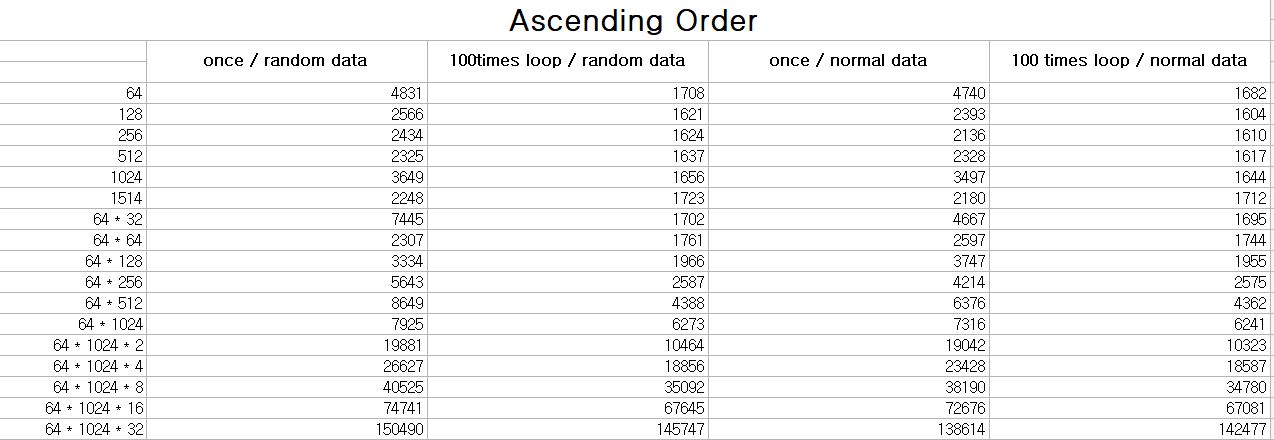 Ascending Order
once / random data 100times loop / random data once / normal data 100 times loop / normal data
64 4831 1708 4740 1682
128 2566 1621 2393 1604
256 2434 1624 2136 1610
512 2325 1637 2328 1617
1024 3649 1656 3497 1644
1514 2248 1723 2180 1712
64 * 32 7445 1702 4667 1695
64 * 64 2307 1761 2597 1744
64 * 128 3334 1966 3747 1955
64 * 256 5643 2587 4214 2575
64 * 512 8649 4388 6376 4362
64 * 1024 7925 6273 7316 6241
64 * 1024 * 2 19881 10464 19042 10323
64 * 1024 * 4 26627 18856 23428 18587
64 * 1024 * 8 40525 35092 38190 34780
64 * 1024 * 16 74741 67645 72676 67081
64 * 1024 * 32 150490 145747 138614 142477